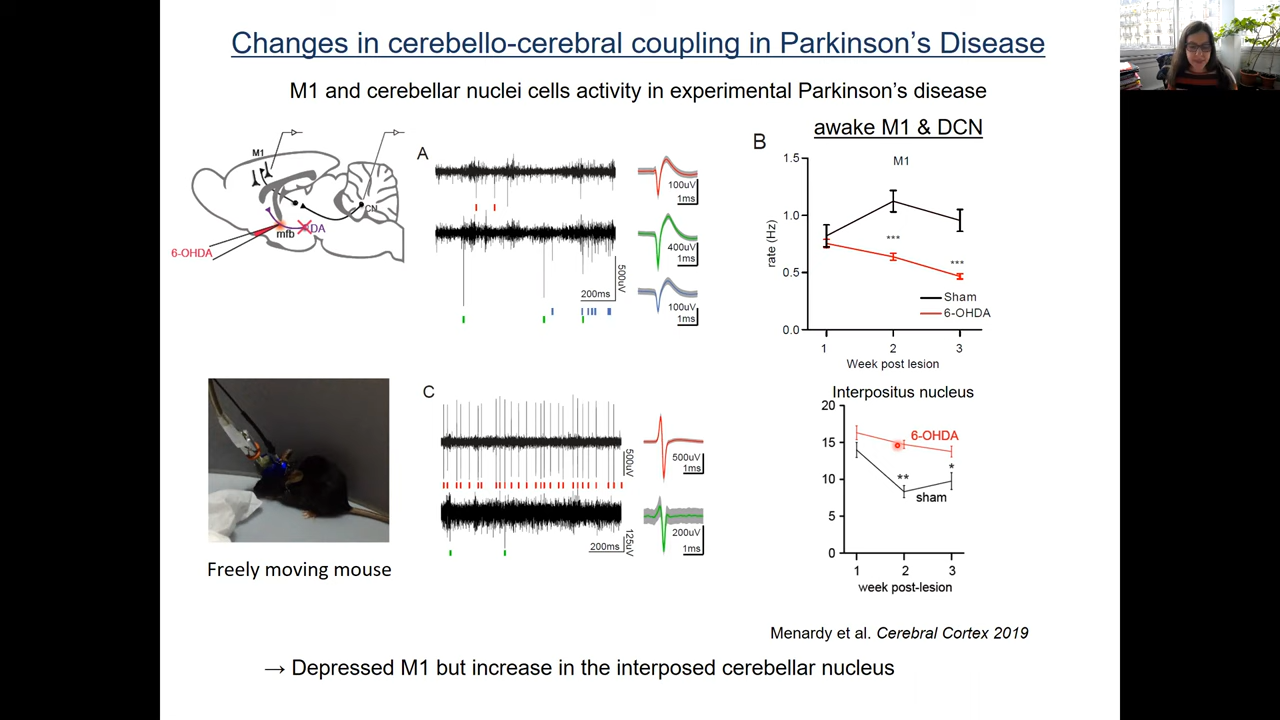 Changes in cerebello-cerebral coupling in Parkinson's Disease
M1 and cerebellar nuclei cells activity in experimental Parkinson's disease
awake M1 & DCN
M1
CN
DA
mfb
6-OHDA
A
100uV
1ms
400uV
1ms
500uV
200ms
100uV
1ms
B
M1
1.5
1.0
0.5
0.0
rate (Hz)
***
***
Sham
6-OHDA
1 2 3
Week post lesion
Freely moving mouse
C
500uV
500uV
1ms
125uV
200ms
200uV
1ms
Interpositus nucleus
20
15
10
5
0
6-OHDA
**
*
sham
1 2 3
week post-lesion
Menardy et al. Cerebral Cortex 2019
→ Depressed M1 but increase in the interposed cerebellar nucleus